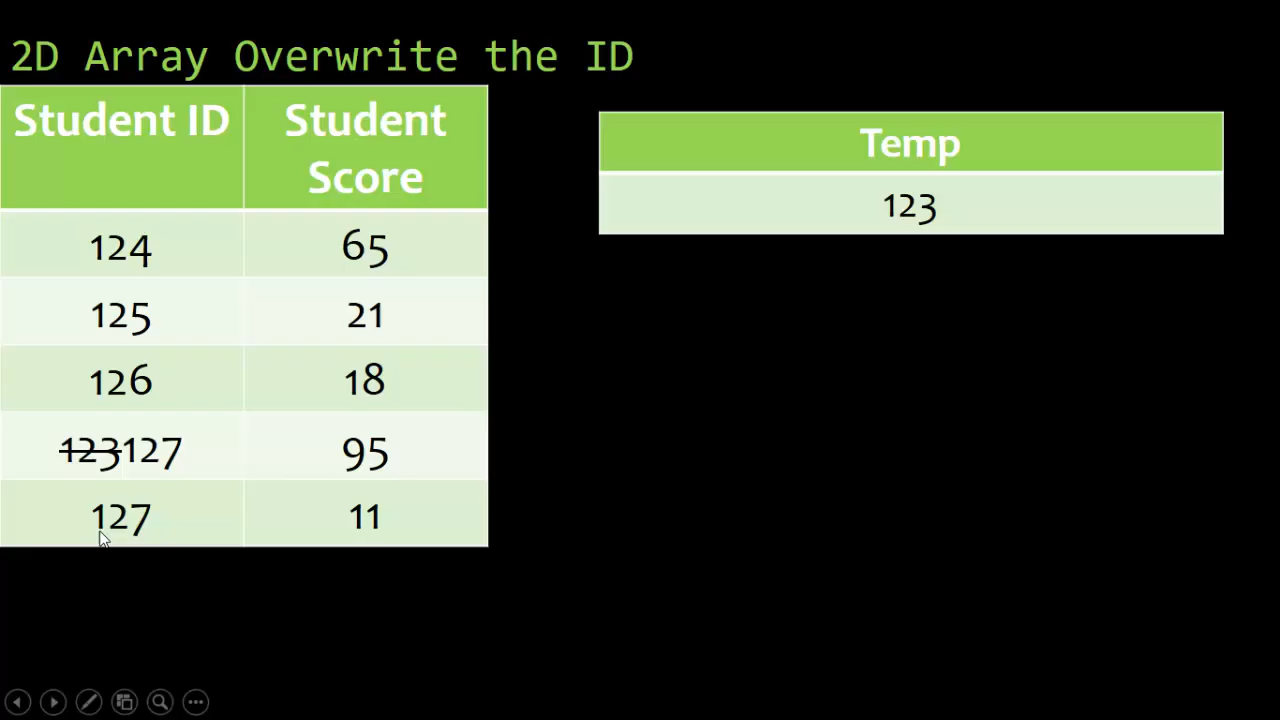 2D Array Overwrite the ID
Student ID Student Score
124 65
125 21
126 18
123127 95
127 11
Temp
123